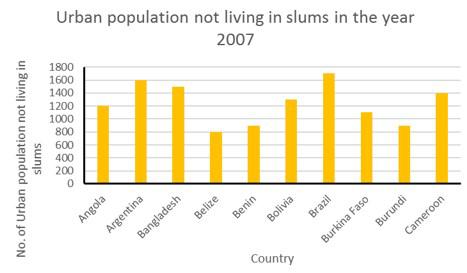 Urban population not living in slums in the year
2007
No. of Urban population not living in
slums
1800
1600
1400
1200
1000
800
600
400
200
0
Angola
Argentina
Bangladesh
Belize
Benin
Bolivia
Brazil
Burkina Faso
Burundi
Cameroon
Country